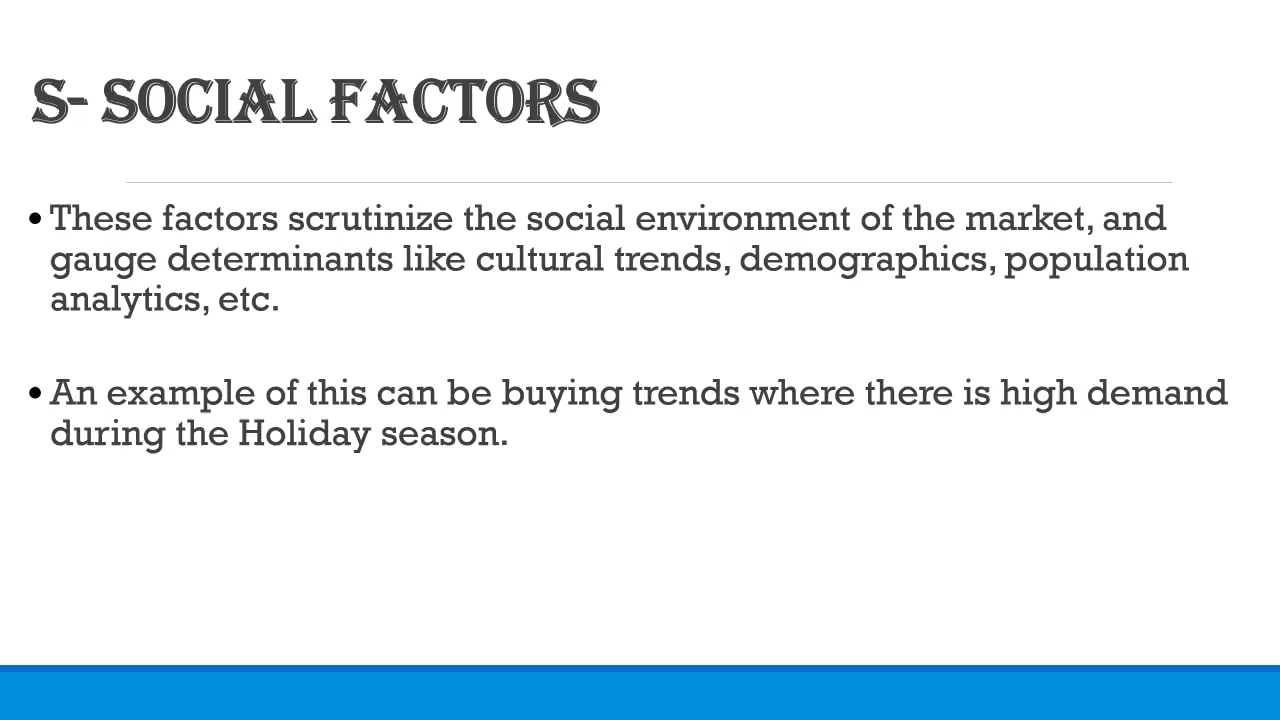 S- SOCIAL FACTORS
• These factors scrutinize the social environment of the market, and
gauge determinants like cultural trends, demographics, population
analytics, etc.
• An example of this can be buying trends where there is high demand
during the Holiday season.